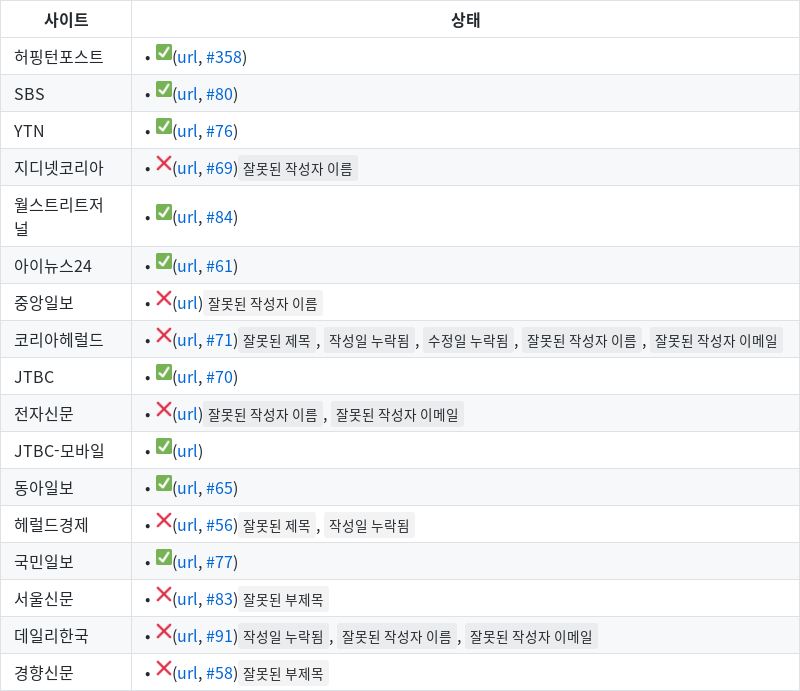 사이트 상태
허핑턴포스트 • ✅(url, #358)
SBS • ✅(url, #80)
YTN • ✅(url, #76)
지디넷코리아 • ❌(url, #69) 잘못된 작성자 이름
월스트리트저
널 • ✅(url, #84)
아이뉴스24 • ✅(url, #61)
중앙일보 • ❌(url) 잘못된 작성자 이름
코리아헤럴드 • ❌(url, #71) 잘못된 제목 , 작성일 누락됨 , 수정일 누락됨 , 잘못된 작성자 이름 , 잘못된 작성자 이메일
JTBC • ✅(url, #70)
전자신문 • ❌(url) 잘못된 작성자 이름 , 잘못된 작성자 이메일
JTBC-모바일 • ✅(url)
동아일보 • ✅(url, #65)
헤럴드경제 • ❌(url, #56) 잘못된 제목 , 작성일 누락됨
국민일보 • ✅(url, #77)
서울신문 • ❌(url, #83) 잘못된 부제목
데일리한국 • ❌(url, #91) 작성일 누락됨 , 잘못된 작성자 이름 , 잘못된 작성자 이메일
경향신문 • ❌(url, #58) 잘못된 부제목